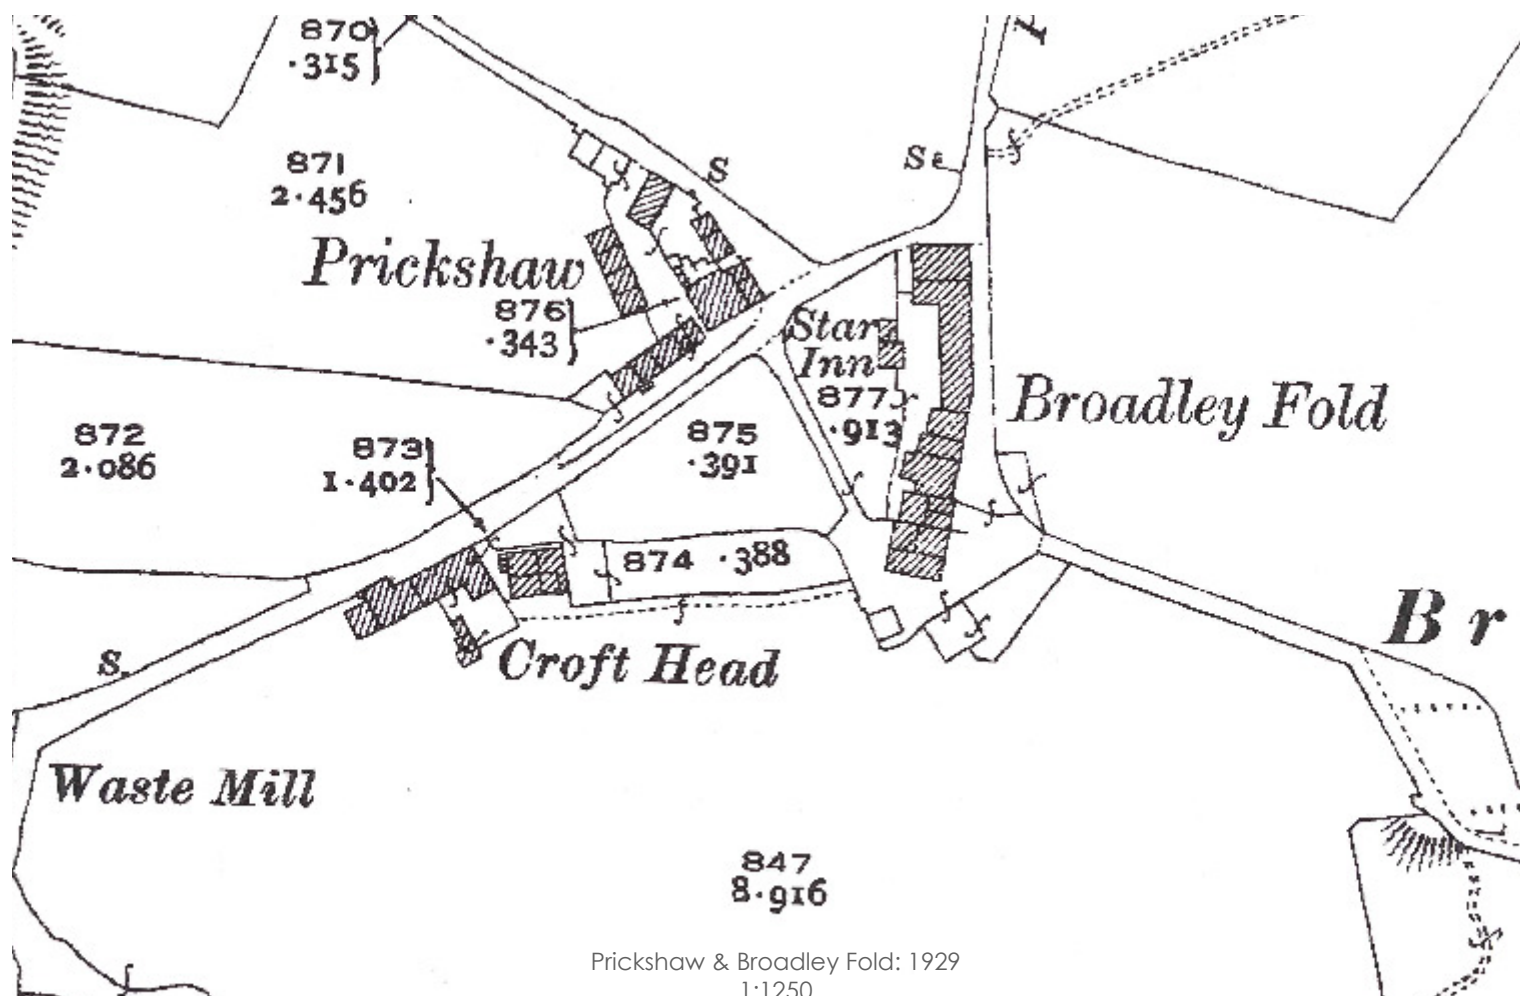 870
.315
871
2.456
S
S
Prickshaw
876
.343
Star
Inn
877
.913
Broadley Fold
872
2.086
873
1.402
875
.391
874 .388
Croft Head
S.
B r
Waste Mill
847
8.916
Prickshaw & Broadley Fold: 1929
1:1250